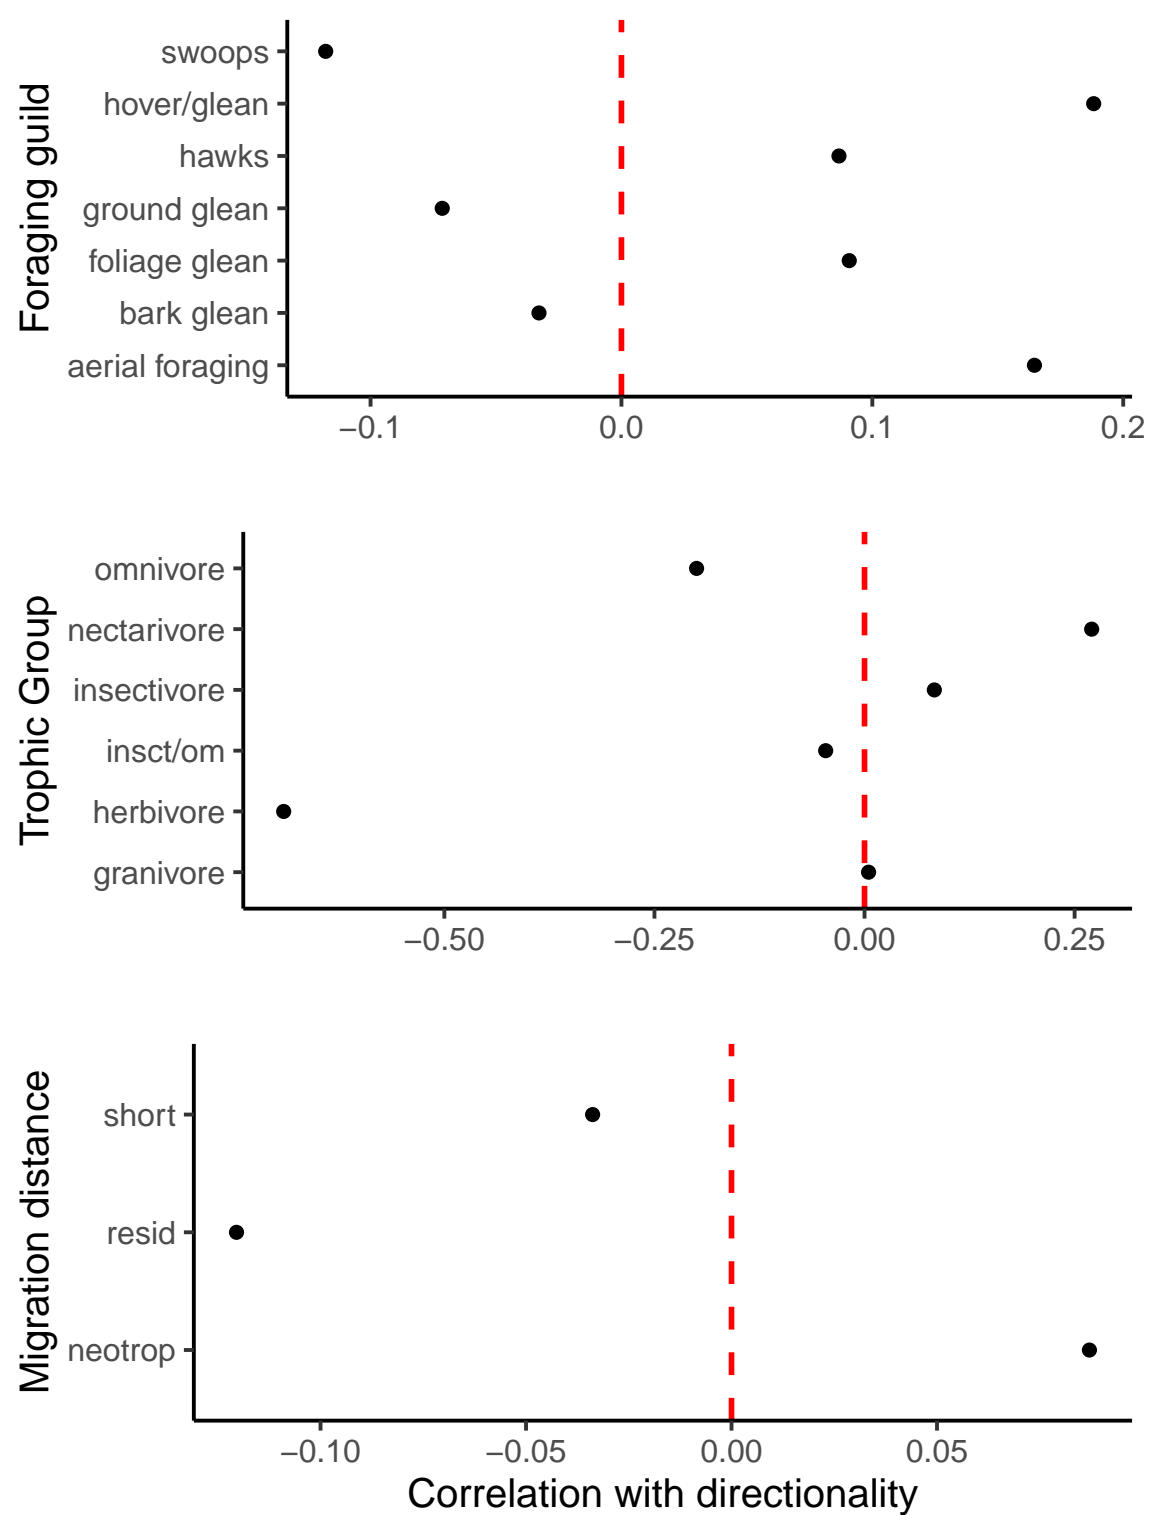 Foraging guild
swoops
hover/glean
hawks
ground glean
foliage glean
bark glean
aerial foraging
−0.1 0.0 0.1 0.2
Trophic Group
omnivore
nectarivore
insectivore
insct/om
herbivore
granivore
−0.50 −0.25 0.00 0.25
Migration distance
short
resid
neotrop
−0.10 −0.05 0.00 0.05
Correlation with directionality